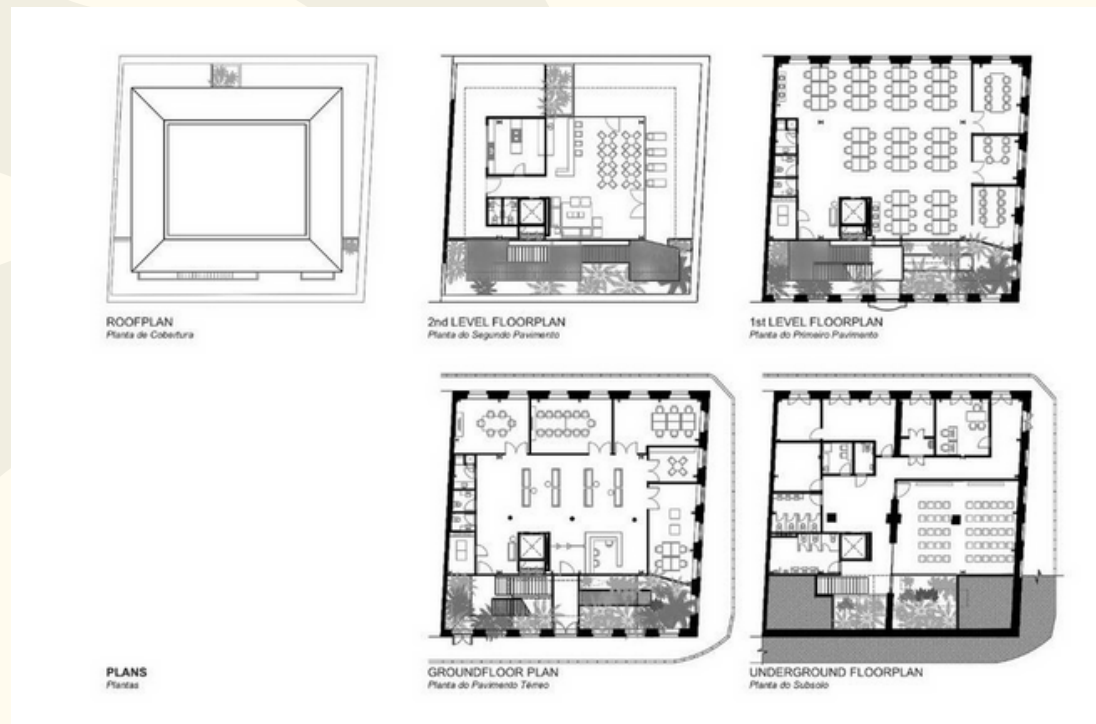 ROOFPLAN
Planta de Cobertura
2nd LEVEL FLOORPLAN
Planta do Segundo Pavimento
1st LEVEL FLOORPLAN
Planta do Primeiro Pavimento
PLANS
Plantas
GROUNDFLOOR PLAN
Planta do Pavimento Térreo
UNDERGROUND FLOORPLAN
Planta do Subsolo